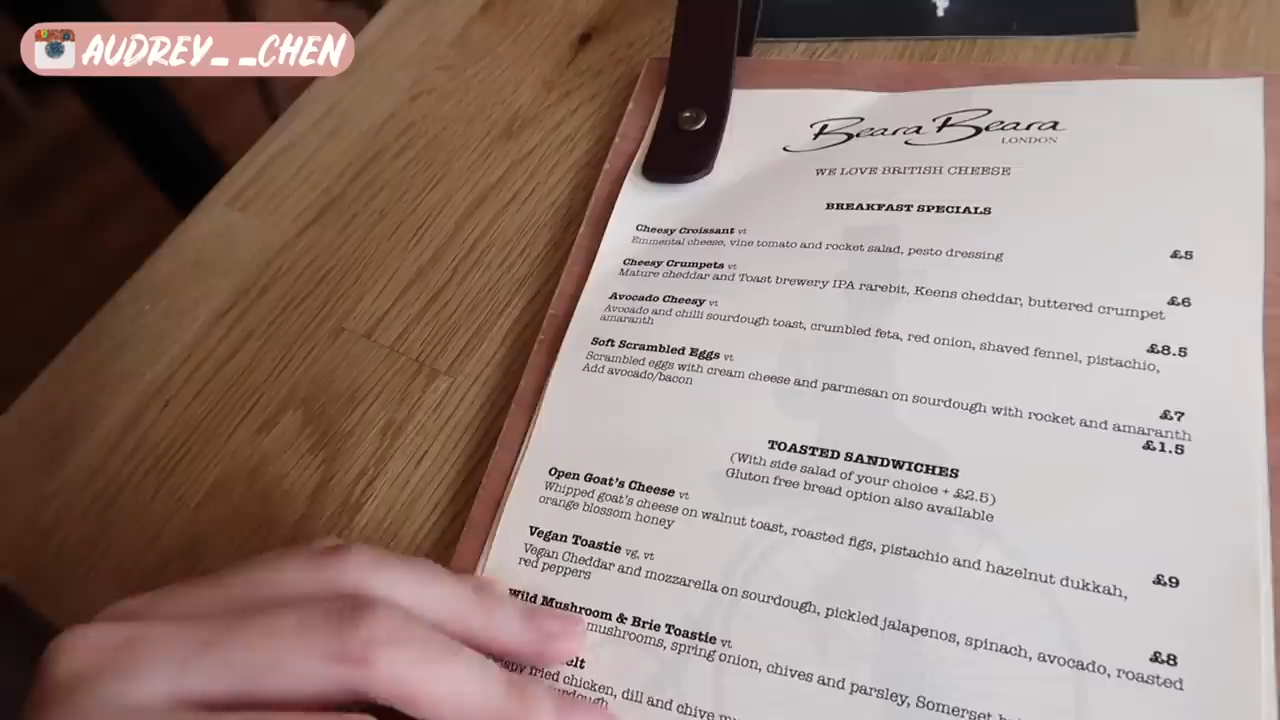 AUDREY__CHEN
Beara Beara
LONDON
WE LOVE BRITISH CHEESE
BREAKFAST SPECIALS
Cheesy Croissant vt
Emmental cheese, vine tomato and rocket salad, pesto dressing £5
Cheesy Crumpets vt
Mature cheddar and Toast brewery IPA rarebit, Keens cheddar, buttered crumpet £6
Avocado Cheesy vt
Avocado and chilli sourdough toast, crumbled feta, red onion, shaved fennel, pistachio, £8.5
amaranth
Soft Scrambled Eggs vt
Scrambled eggs with cream cheese and parmesan on sourdough with rocket and amaranth £7
Add avocado/bacon £1.5
TOASTED SANDWICHES
(With side salad of your choice + £2.5)
Gluton free bread option also available
Open Goat's Cheese vt
Whipped goat's cheese on walnut toast, roasted figs, pistachio and hazelnut dukkah, £9
orange blossom honey
Vegan Toastie vg, vt
Vegan Cheddar and mozzarella on sourdough, pickled jalapenos, spinach, avocado, roasted £8
red peppers
Wild Mushroom & Brie Toastie vt
mushrooms, spring onion, chives and parsley, Somerset
fried chicken, dill and chive